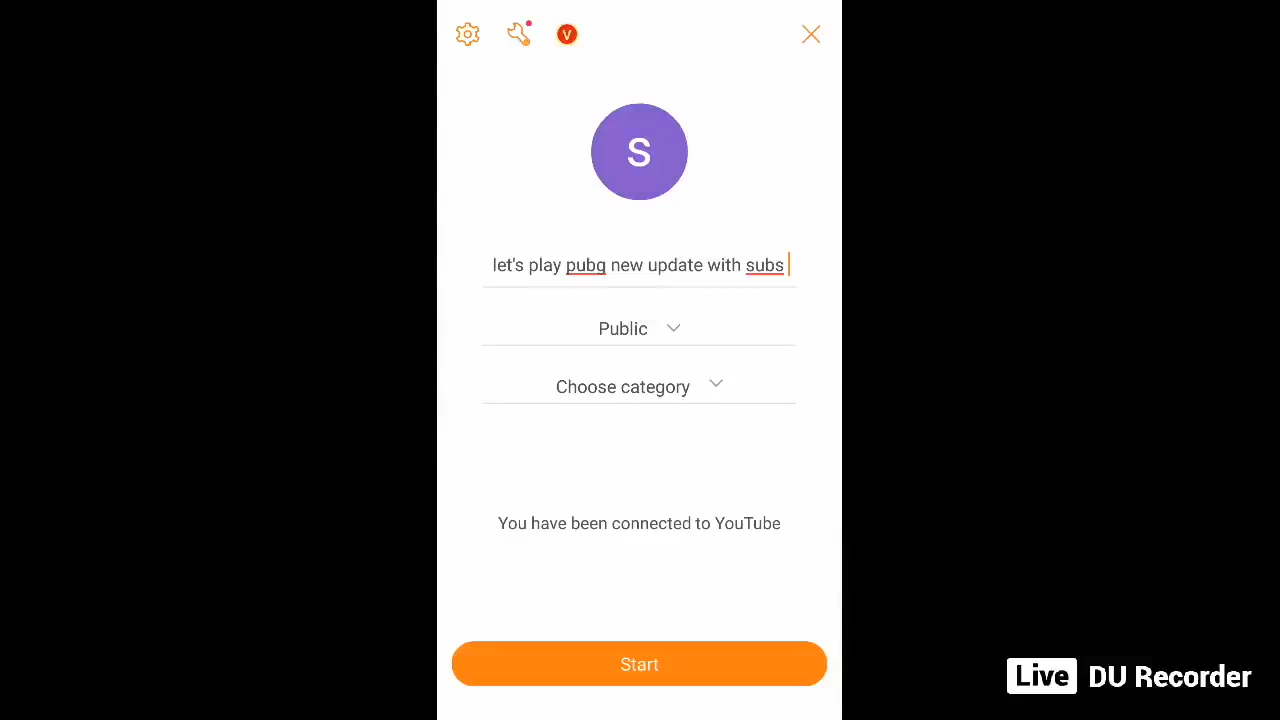 V
S
let's play pubg new update with subs
Public
Choose category
You have been connected to YouTube
Start
Live DU Recorder